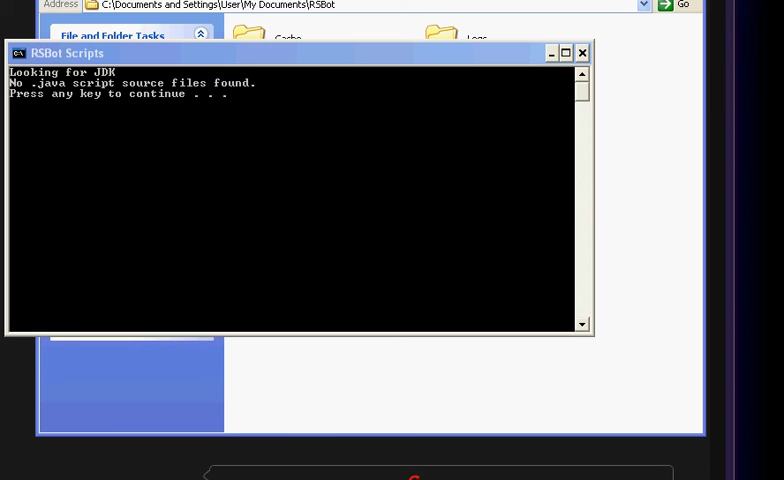 Address C:\Documents and Settings\User\My Documents\RSBot Go
File and Folder Tasks
RSBot Scripts
Looking for JDK
No .java script source files found.
Press any key to continue . . .